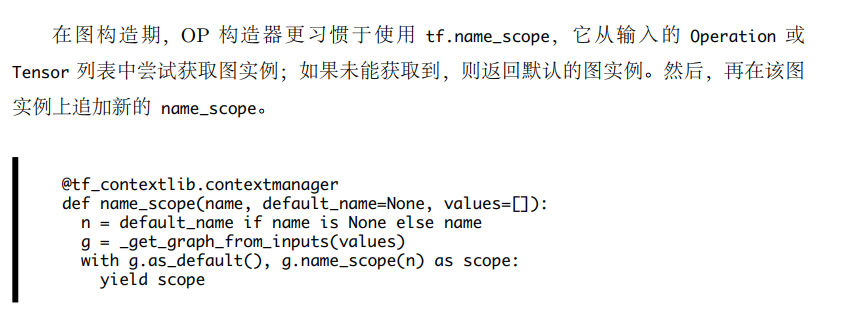 在图构造期，OP 构造器更习惯于使用 tf.name_scope，它从输入的 Operation 或
Tensor 列表中尝试获取图实例；如果未能获取到，则返回默认的图实例。然后，再在该图
实例上追加新的 name_scope。
@tf_contextlib.contextmanager
def name_scope(name, default_name=None, values=[]):
  n = default_name if name is None else name
  g = _get_graph_from_inputs(values)
  with g.as_default(), g.name_scope(n) as scope:
    yield scope